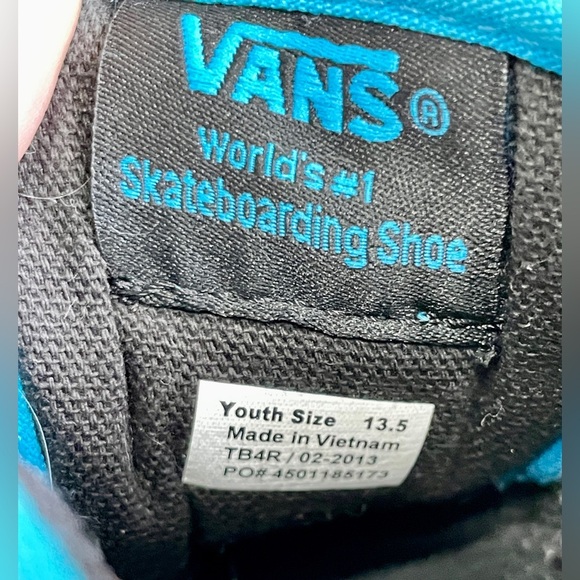 VANS®
World's #1
Skateboarding Shoe
Youth Size 13.5
Made in Vietnam
TB4R / 02-2013
PO# 4501185173